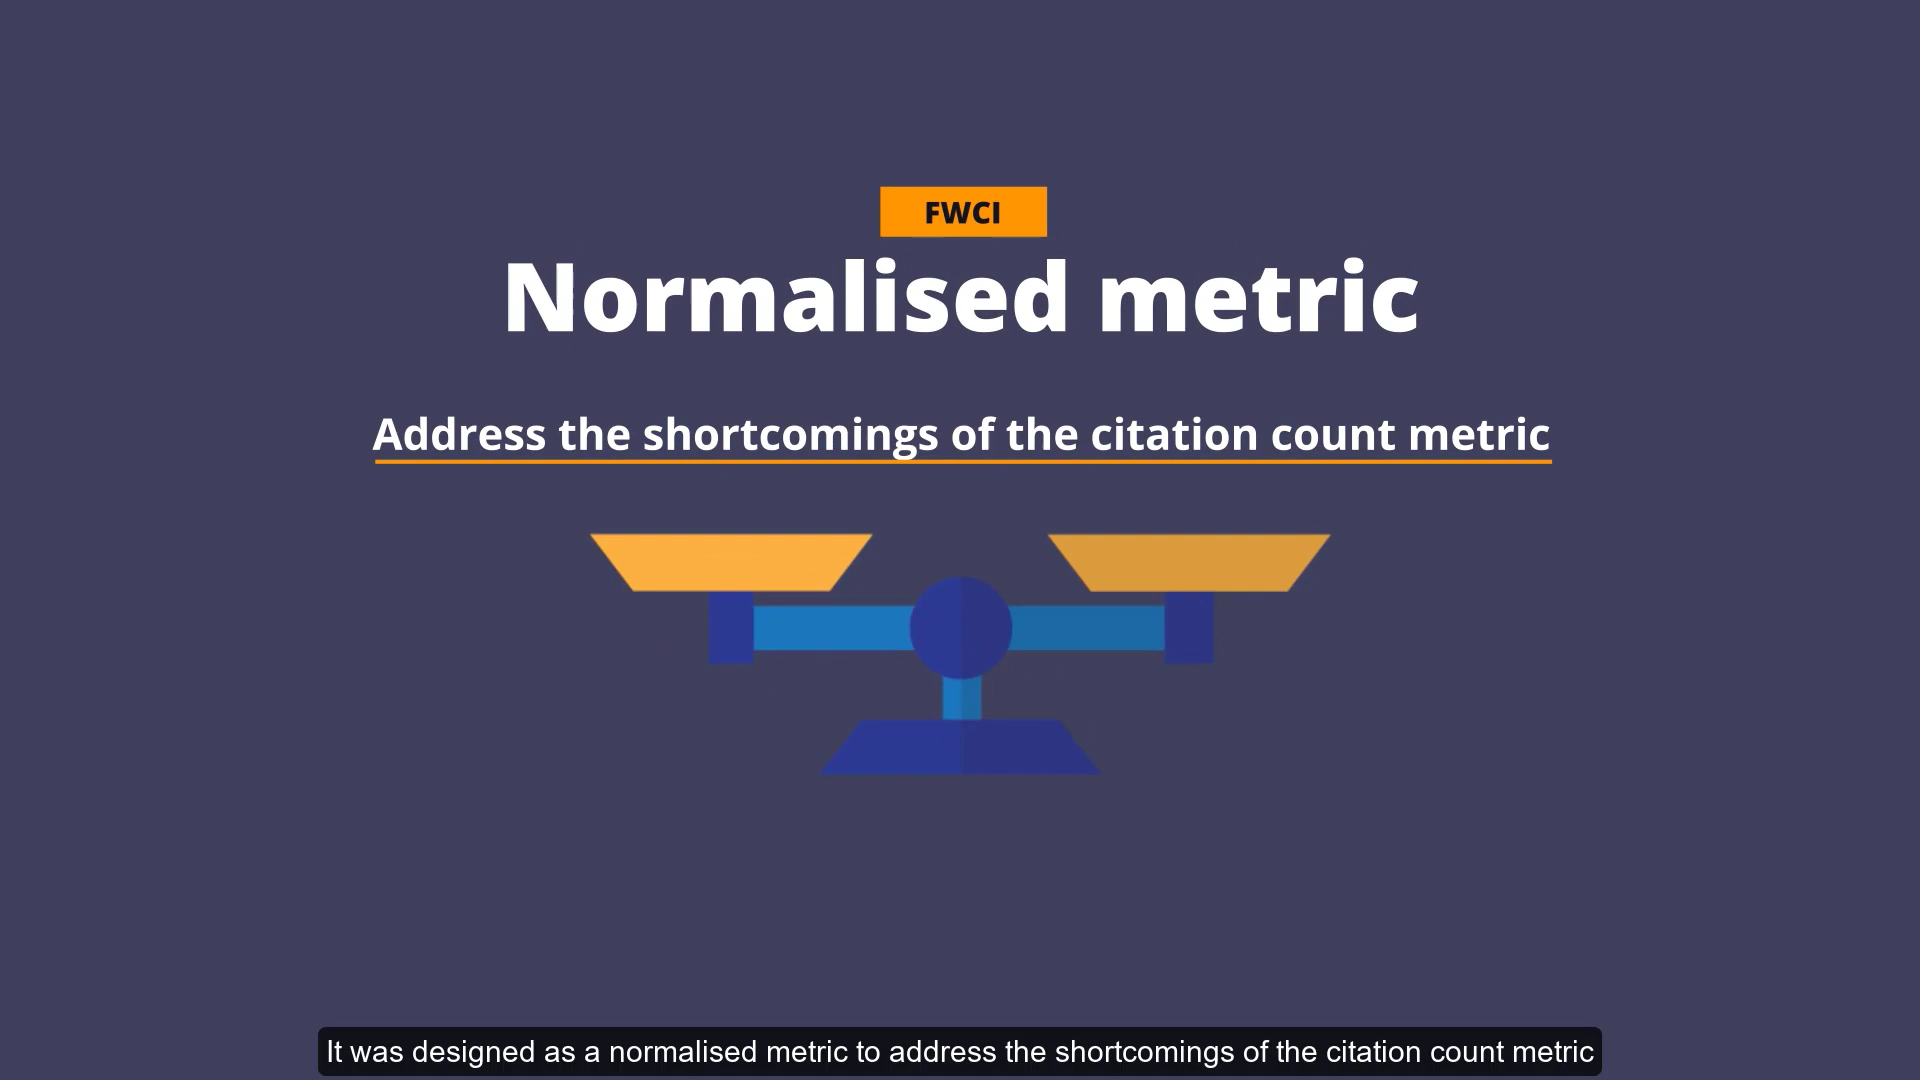 FWCI
Normalised metric
Address the shortcomings of the citation count metric
It was designed as a normalised metric to address the shortcomings of the citation count metric